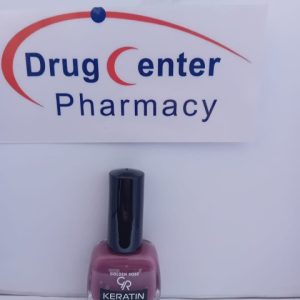 Drug Center
Pharmacy
GOLDEN ROSE
GR
KERATIN